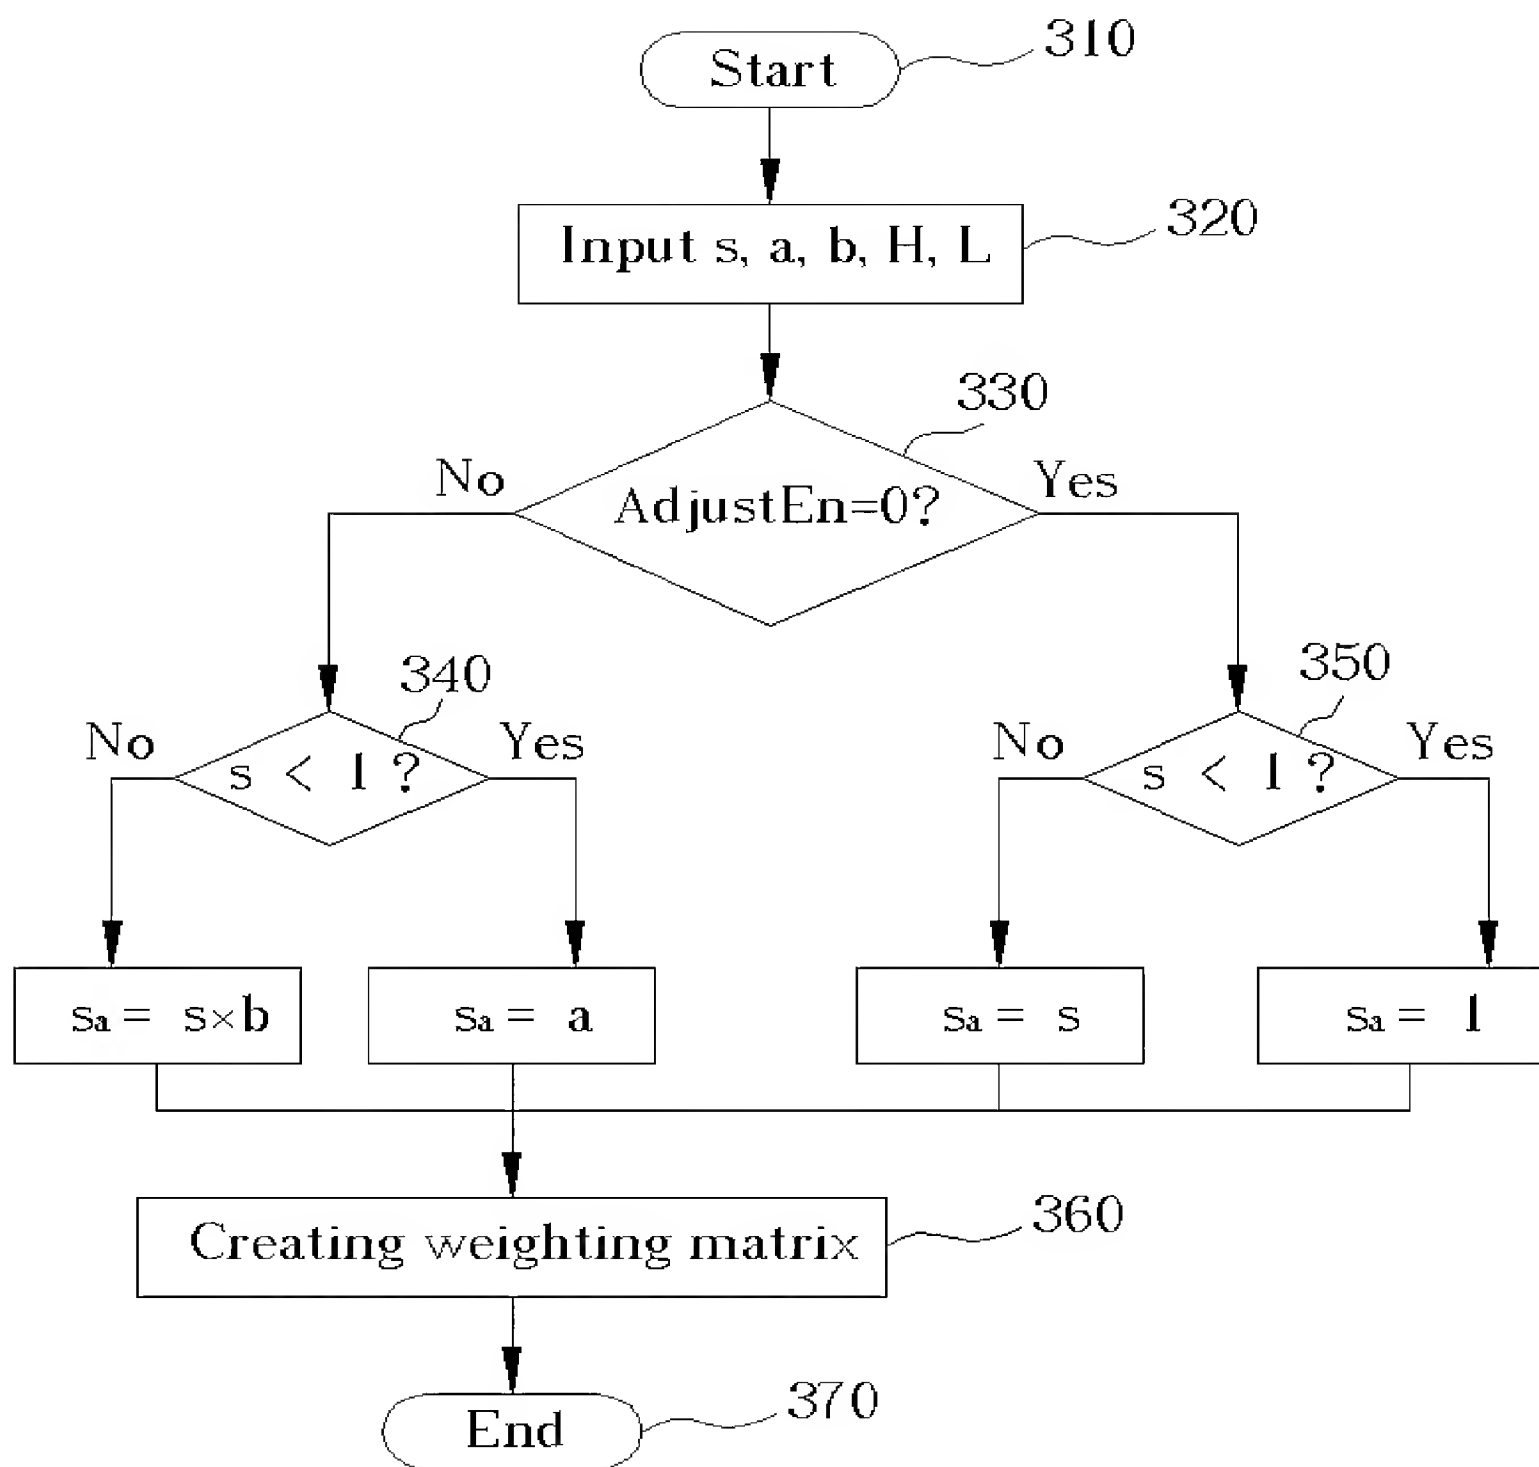 310
Start
320
Input s, a, b, H, L
330
No
Yes
AdjustEn=0?
340
350
No
Yes
No
Yes
s < 1 ?
s < 1 ?
sa = s×b
sa = a
sa = s
sa = 1
360
Creating weighting matrix
370
End